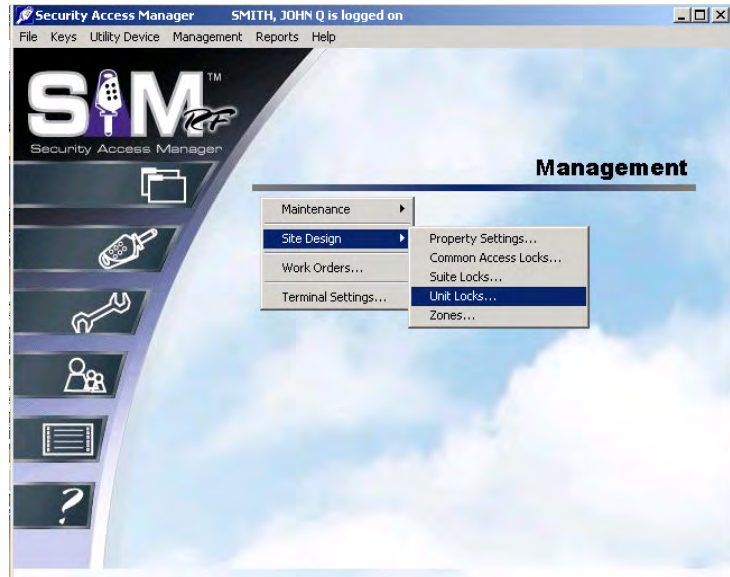 Security Access Manager SMITH, JOHN Q is logged on
File Keys Utility Device Management Reports Help
SAM TM
RF
Security Access Manager
Management
Maintenance
Site Design
Work Orders...
Terminal Settings...
Property Settings...
Common Access Locks...
Suite Locks...
Unit Locks...
Zones...
?